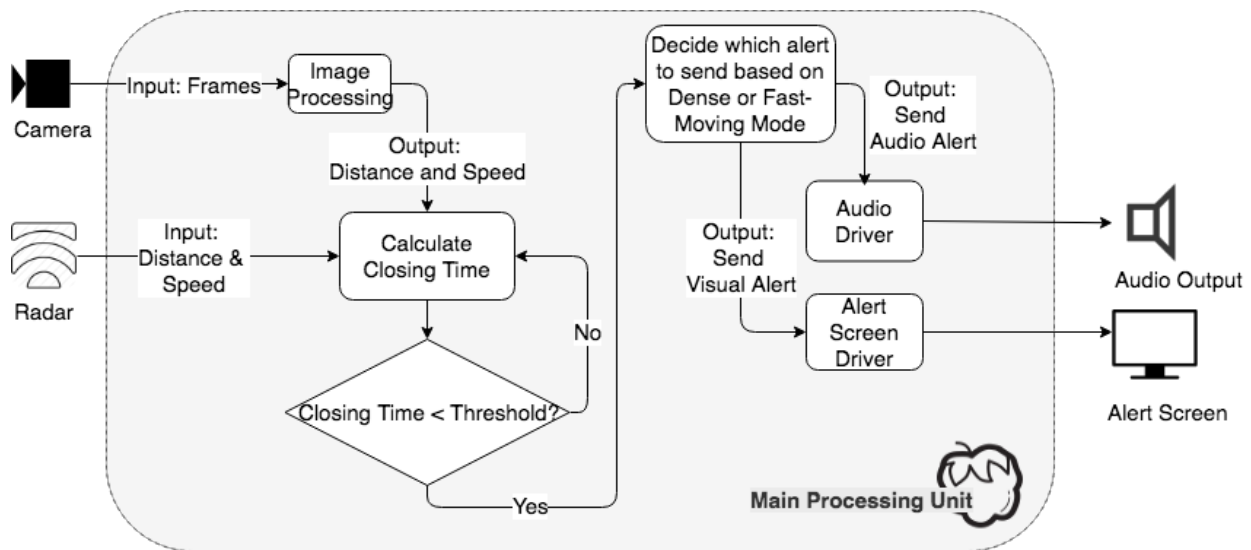 Camera
Input: Frames
Image
Processing
Output:
Distance and Speed
Radar
Input:
Distance &
Speed
Calculate
Closing Time
No
Closing Time < Threshold?
Yes
Decide which alert
to send based on
Dense or Fast-
Moving Mode
Output:
Send
Audio Alert
Audio
Driver
Audio Output
Output:
Send
Visual Alert
Alert
Screen
Driver
Alert Screen
Main Processing Unit